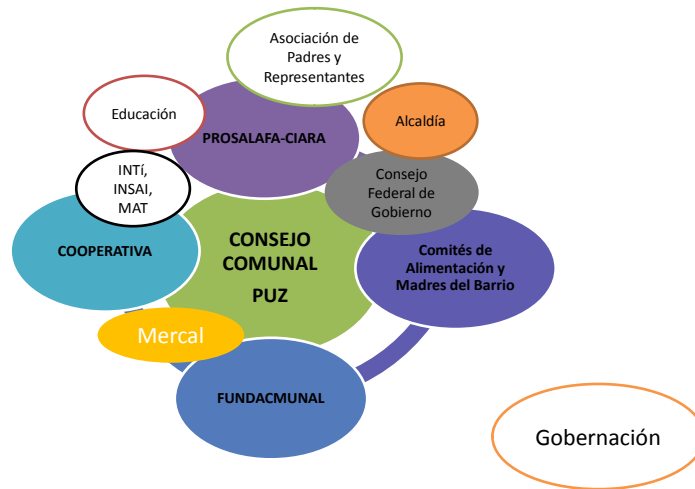 Asociación de
Padres y
Representantes
Educación
Alcaldía
PROSALAFA-CIARA
INTí,
INSAI,
MAT
Consejo
Federal de
Gobierno
COOPERATIVA
CONSEJO
COMUNAL
PUZ
Comités de
Alimentación y
Madres del Barrio
Mercal
FUNDACMUNAL
Gobernación